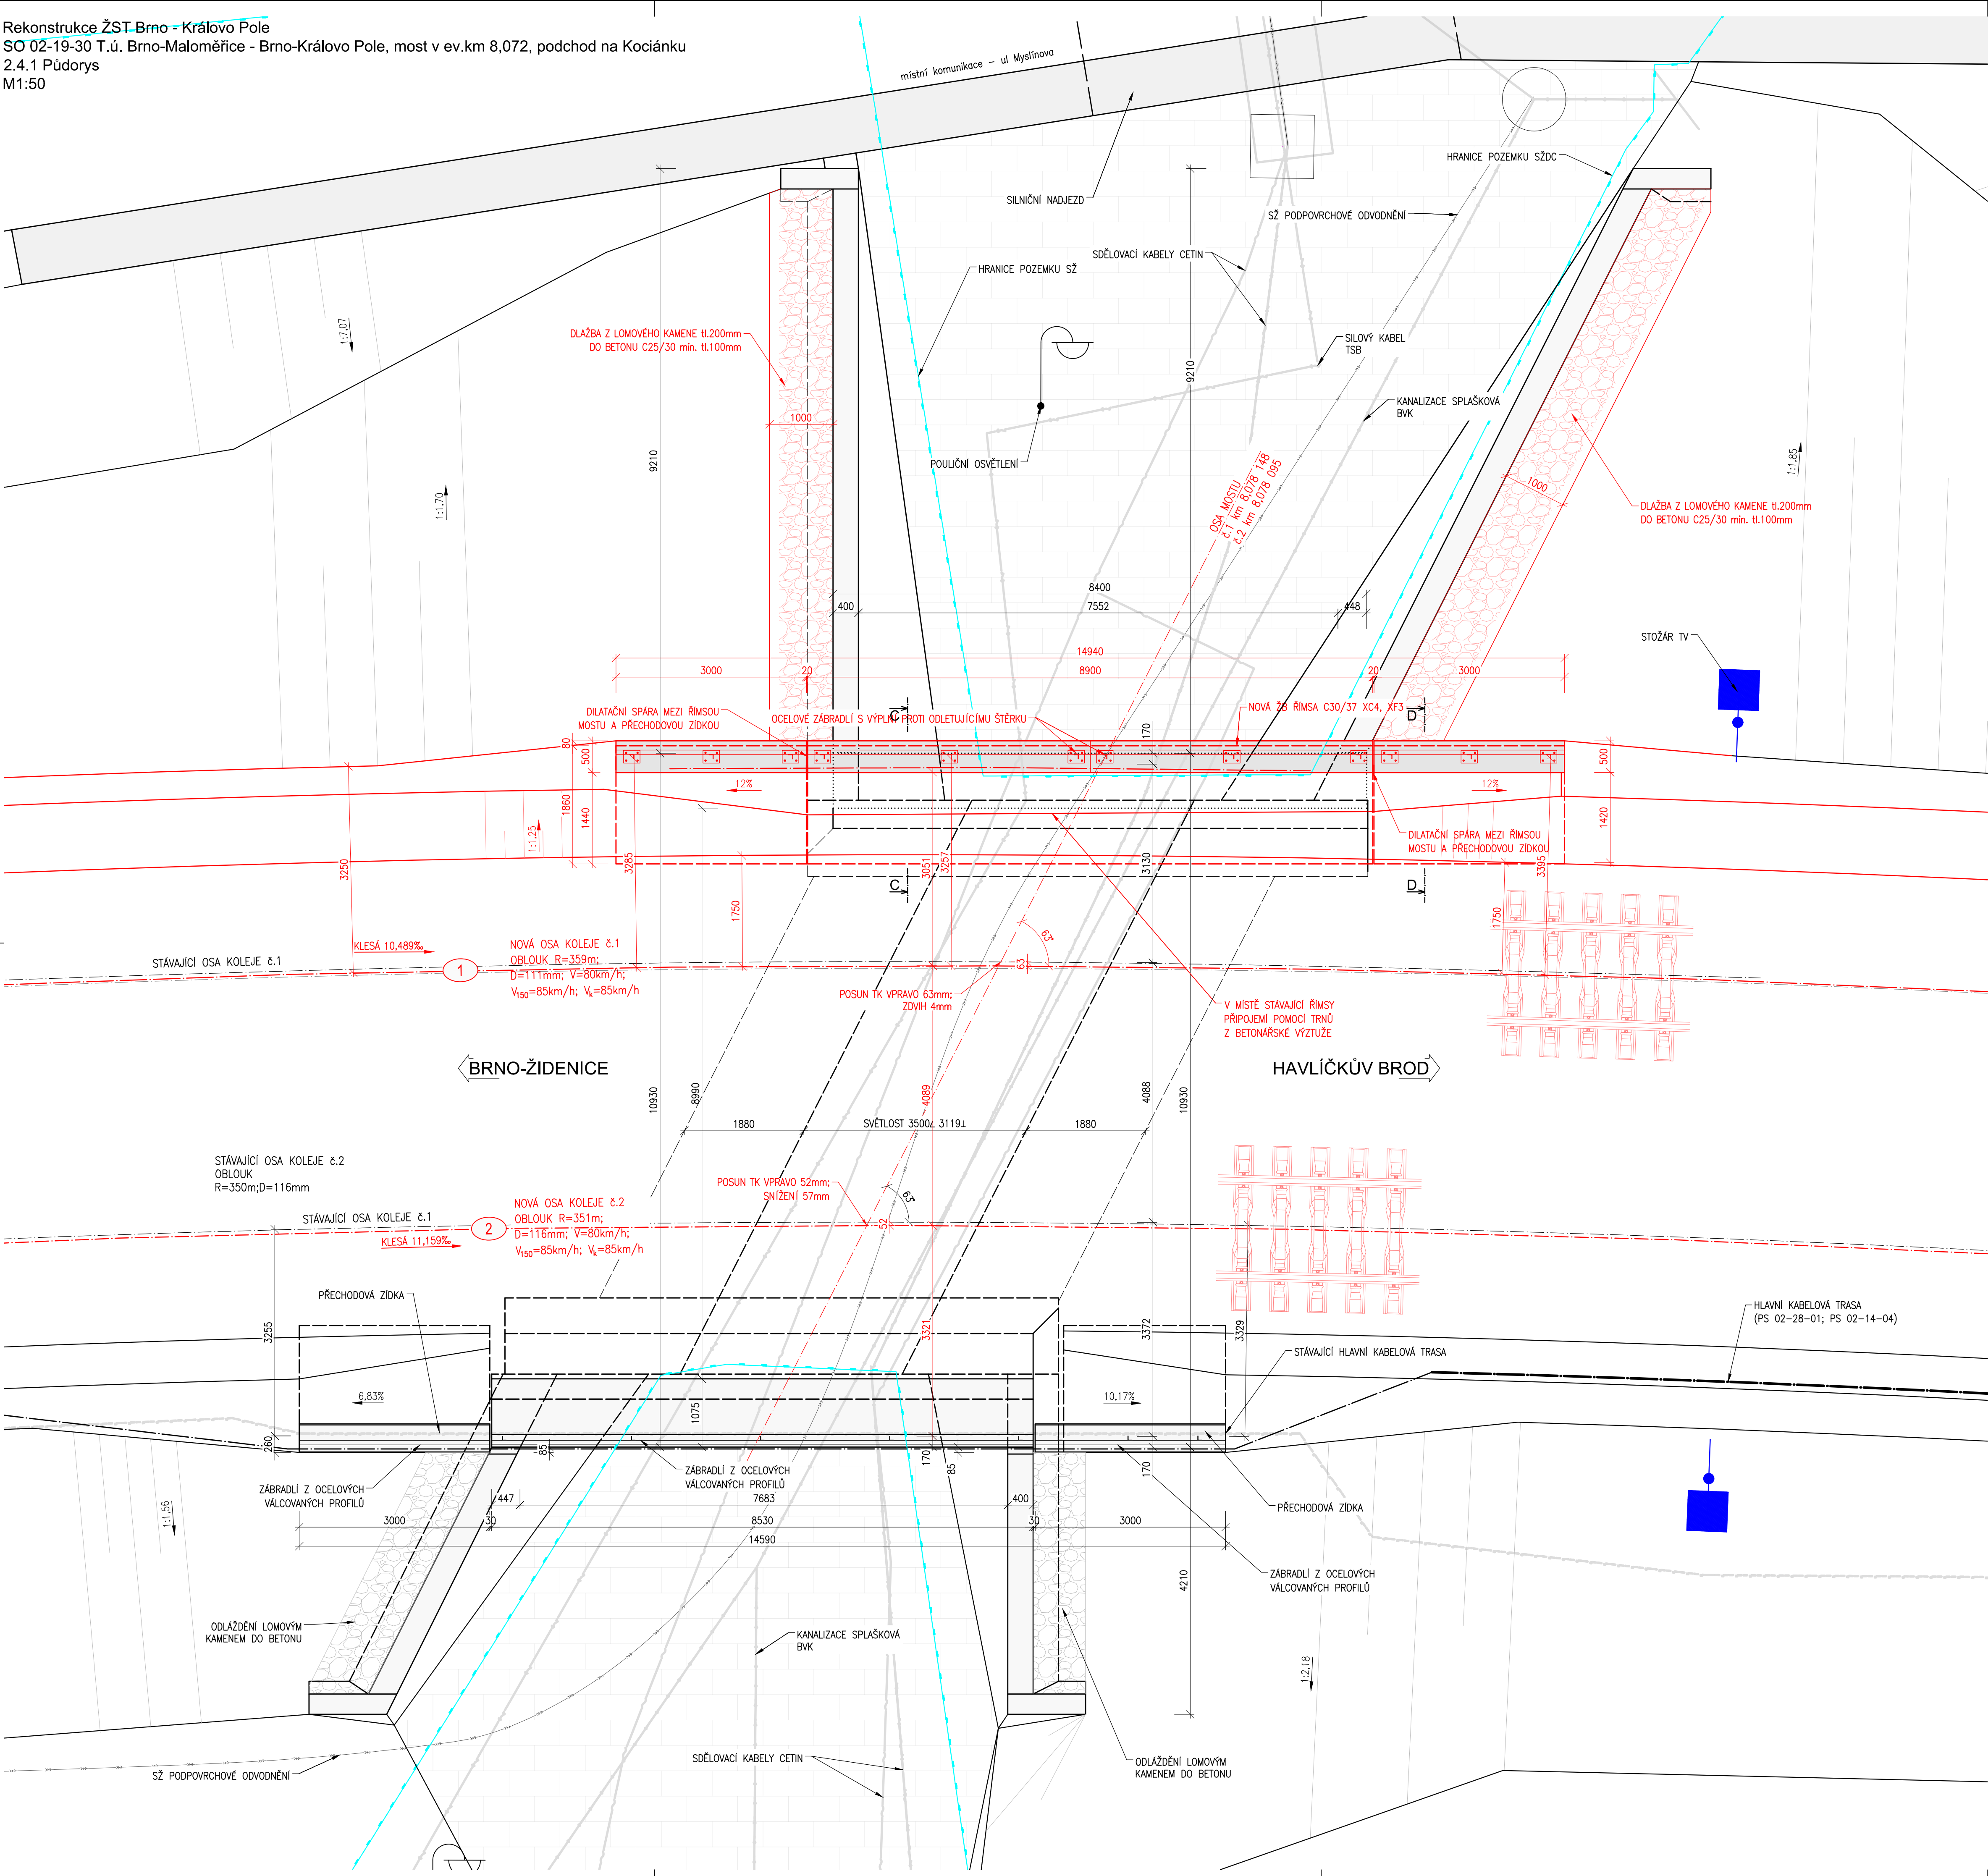 Rekonstrukce ŽST Brno - Královo Pole
SO 02-19-30 T.ú. Brno-Maloměřice - Brno-Královo Pole, most v ev.km 8,072, podchod na Kociánku
2.4.1 Půdorys
M1:50
místní komunikace – ul Myslínova
SILNIČNÍ NADJEZD
HRANICE POZEMKU SŽDC
SŽ PODPOVRCHOVÉ ODVODNĚNÍ
SDĚLOVACÍ KABELY CETIN
HRANICE POZEMKU SŽ
1:7,07
DLAŽBA Z LOMOVÉHO KAMENE tl.200mm
DO BETONU C25/30 min. tl.100mm
SILOVÝ KABEL
TSB
9210
9210
KANALIZACE SPLAŠKOVÁ
BVK
1000
POULIČNÍ OSVĚTLENÍ
1:1,70
1:1,85
OSA MOSTU
č.1 km 8,078 148
č.2 km 8,078 095
1000
DLAŽBA Z LOMOVÉHO KAMENE tl.200mm
DO BETONU C25/30 min. tl.100mm
8400
400
7552
448
STOŽÁR TV
14940
3000
20
8900
20
3000
DILATAČNÍ SPÁRA MEZI ŘÍMSOU
MOSTU A PŘECHODOVOU ZÍDKOU
C
OCELOVÉ ZÁBRADLÍ S VÝPLNÍ PROTI ODLETUJÍCÍMU ŠTĚRKU
NOVÁ ŽB ŘÍMSA C30/37 XC4, XF3
D
170
80
500
500
12%
12%
1860
1440
1420
1:1,25
DILATAČNÍ SPÁRA MEZI ŘÍMSOU
MOSTU A PŘECHODOVOU ZÍDKOU
3250
3285
3051
3257
3130
3395
C
D
1750
1750
63°
63
KLESÁ 10,489‰
STÁVAJÍCÍ OSA KOLEJE č.1
1
NOVÁ OSA KOLEJE č.1
OBLOUK R=359m;
D=111mm; V=80km/h;
V150=85km/h; Vk=85km/h
POSUN TK VPRAVO 63mm;
ZDVIH 4mm
V MÍSTĚ STÁVAJÍCÍ ŘÍMSY
PŘIPOJEMÍ POMOCÍ TRNŮ
Z BETONÁŘSKÉ VÝZTUŽE
BRNO-ŽIDENICE
HAVLÍČKŮV BROD
10930
8990
4089
4088
10930
1880
SVĚTLOST 3500∠ 3119⊥
1880
STÁVAJÍCÍ OSA KOLEJE č.2
OBLOUK
R=350m;D=116mm
POSUN TK VPRAVO 52mm;
SNÍŽENÍ 57mm
63°
52
STÁVAJÍCÍ OSA KOLEJE č.1
2
NOVÁ OSA KOLEJE č.2
OBLOUK R=351m;
D=116mm; V=80km/h;
V150=85km/h; Vk=85km/h
KLESÁ 11,159‰
PŘECHODOVÁ ZÍDKA
3255
3321
3372
3329
HLAVNÍ KABELOVÁ TRASA
(PS 02-28-01; PS 02-14-04)
STÁVAJÍCÍ HLAVNÍ KABELOVÁ TRASA
6,83%
10,17%
1075
260
85
170
85
170
ZÁBRADLÍ Z OCELOVÝCH
VÁLCOVANÝCH PROFILŮ
ZÁBRADLÍ Z OCELOVÝCH
VÁLCOVANÝCH PROFILŮ
PŘECHODOVÁ ZÍDKA
447
7683
400
1:1,56
3000
30
8530
30
3000
14590
4210
ZÁBRADLÍ Z OCELOVÝCH
VÁLCOVANÝCH PROFILŮ
ODLÁŽDĚNÍ LOMOVÝM
KAMENEM DO BETONU
KANALIZACE SPLAŠKOVÁ
BVK
1:2,18
SDĚLOVACÍ KABELY CETIN
ODLÁŽDĚNÍ LOMOVÝM
KAMENEM DO BETONU
SŽ PODPOVRCHOVÉ ODVODNĚNÍ